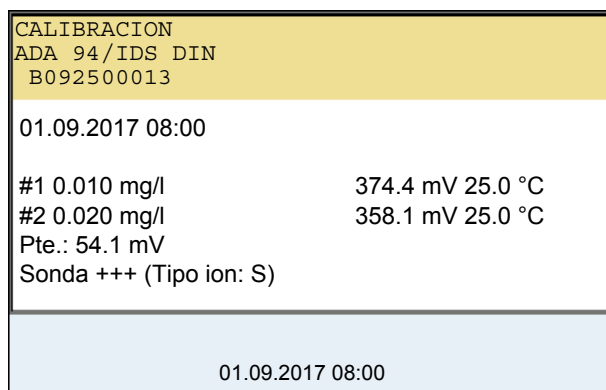 CALIBRACION
ADA 94/IDS DIN
B092500013
01.09.2017 08:00
#1 0.010 mg/l 374.4 mV 25.0 °C
#2 0.020 mg/l 358.1 mV 25.0 °C
Pte.: 54.1 mV
Sonda +++ (Tipo ion: S)
01.09.2017 08:00